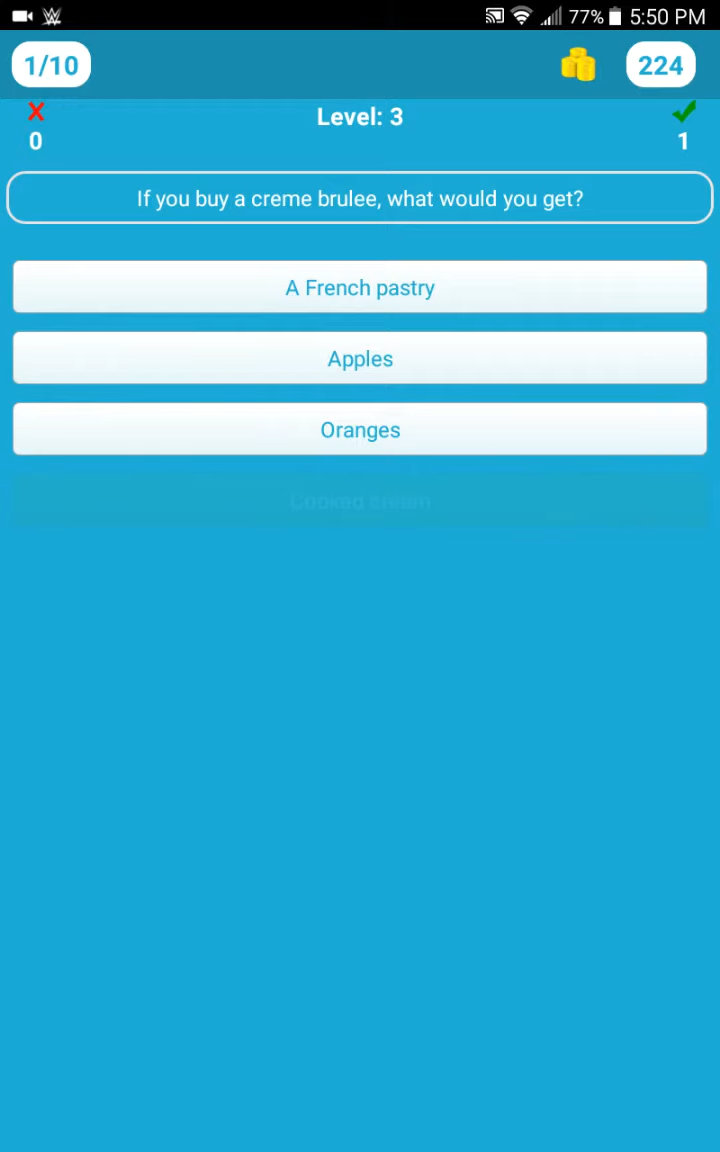 77% 5:50 PM
1/10 224
Level: 3
0 1
If you buy a creme brulee, what would you get?
A French pastry
Apples
Oranges
Cooked cream